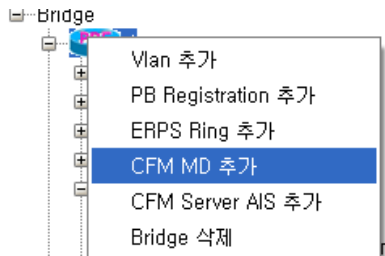 Bridge
Vlan 추가
PB Registration 추가
ERPS Ring 추가
CFM MD 추가
CFM Server AIS 추가
Bridge 삭제